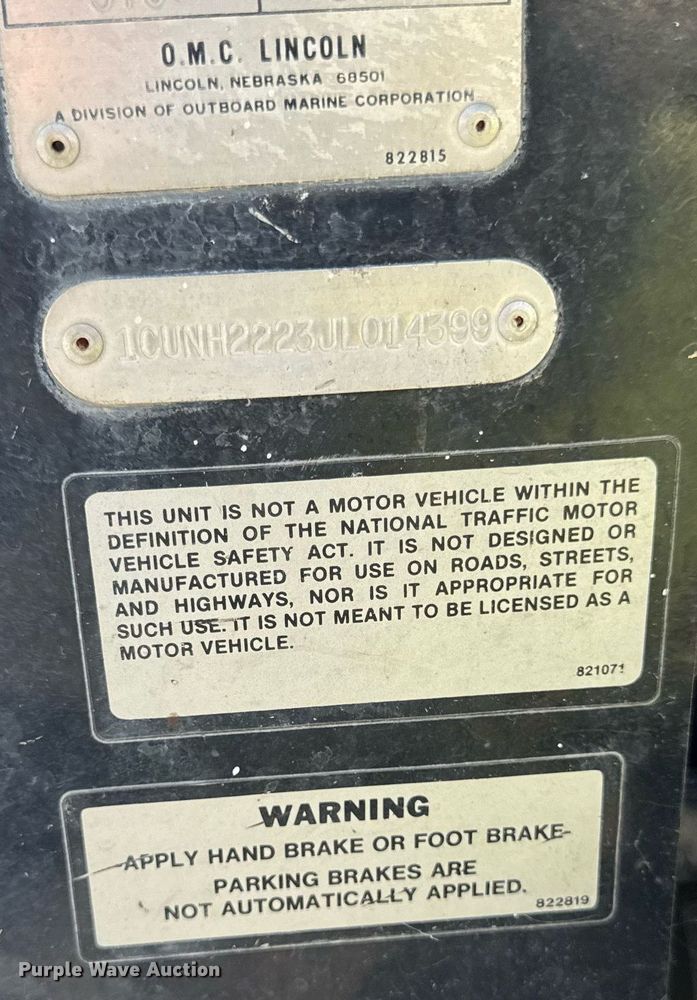 O.M.C. LINCOLN
LINCOLN, NEBRASKA 68501
A DIVISION OF OUTBOARD MARINE CORPORATION
822815
1CUNH2223JL014399
THIS UNIT IS NOT A MOTOR VEHICLE WITHIN THE
DEFINITION OF THE NATIONAL TRAFFIC MOTOR
VEHICLE SAFETY ACT. IT IS NOT DESIGNED OR
MANUFACTURED FOR USE ON ROADS, STREETS,
AND HIGHWAYS, NOR IS IT APPROPRIATE FOR
SUCH USE. IT IS NOT MEANT TO BE LICENSED AS A
MOTOR VEHICLE.
821071
WARNING
APPLY HAND BRAKE OR FOOT BRAKE
PARKING BRAKES ARE
NOT AUTOMATICALLY APPLIED.
822819
Purple Wave Auction